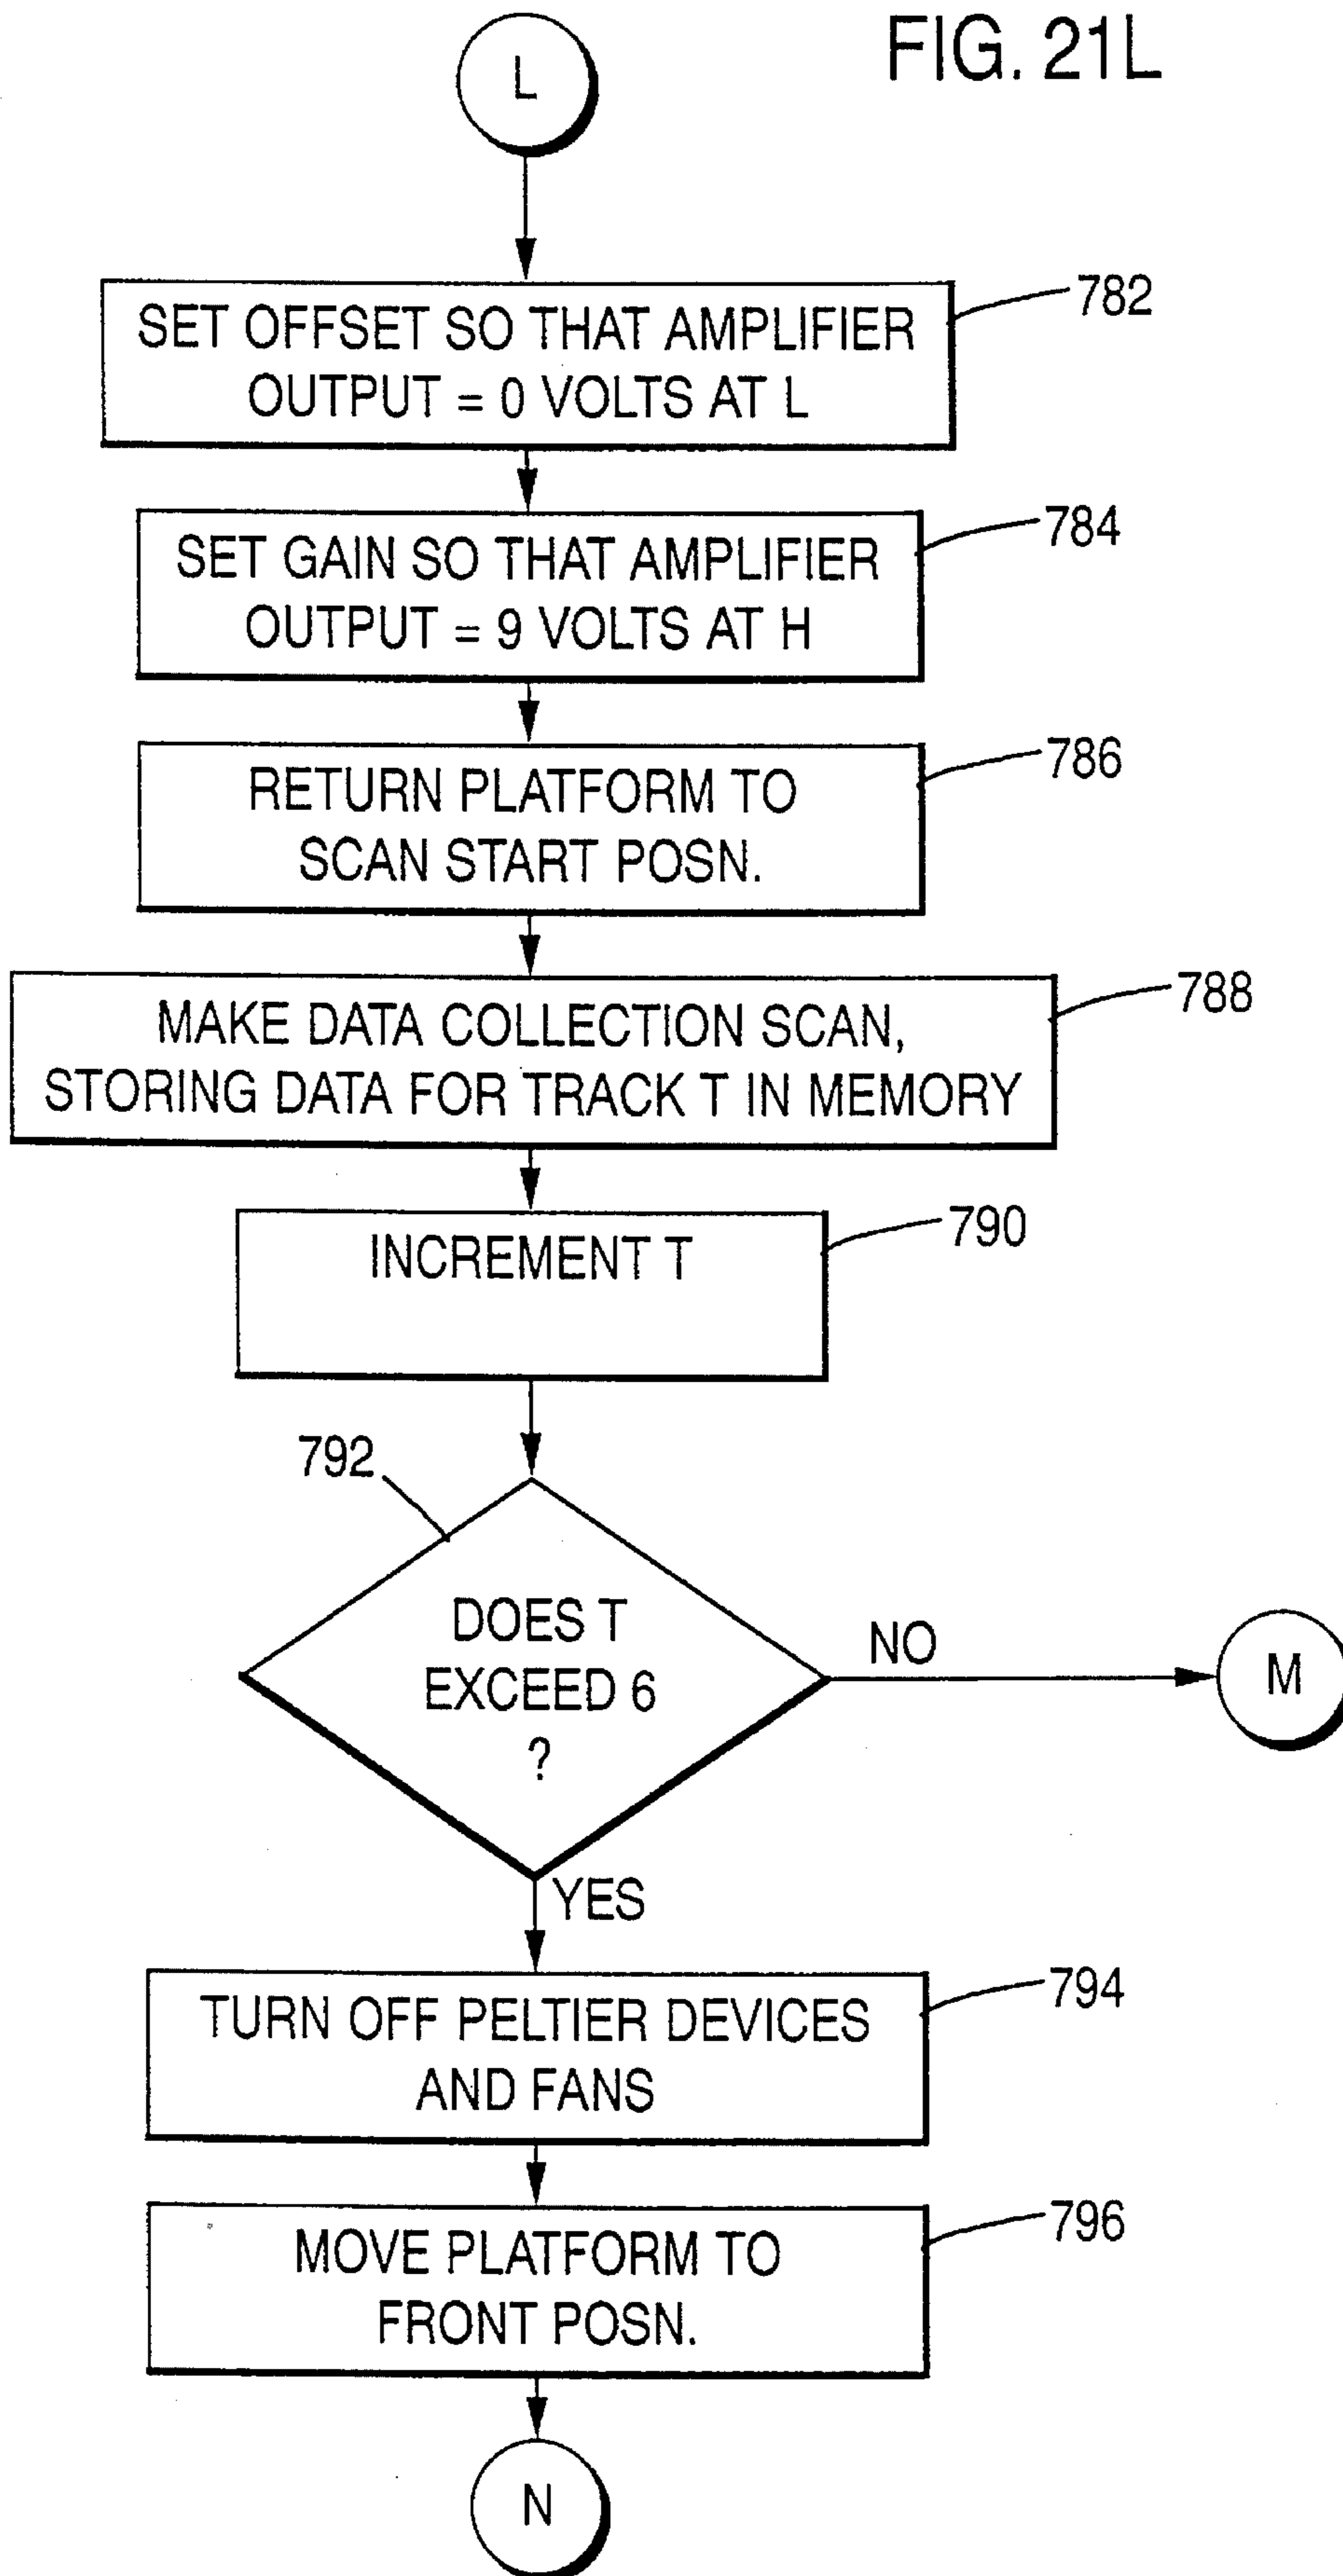 FIG. 21L
L
SET OFFSET SO THAT AMPLIFIER
OUTPUT = 0 VOLTS AT L
782
SET GAIN SO THAT AMPLIFIER
OUTPUT = 9 VOLTS AT H
784
RETURN PLATFORM TO
SCAN START POSN.
786
MAKE DATA COLLECTION SCAN,
STORING DATA FOR TRACK T IN MEMORY
788
INCREMENT T
790
792
DOES T
EXCEED 6
?
NO
M
YES
TURN OFF PELTIER DEVICES
AND FANS
794
MOVE PLATFORM TO
FRONT POSN.
796
N